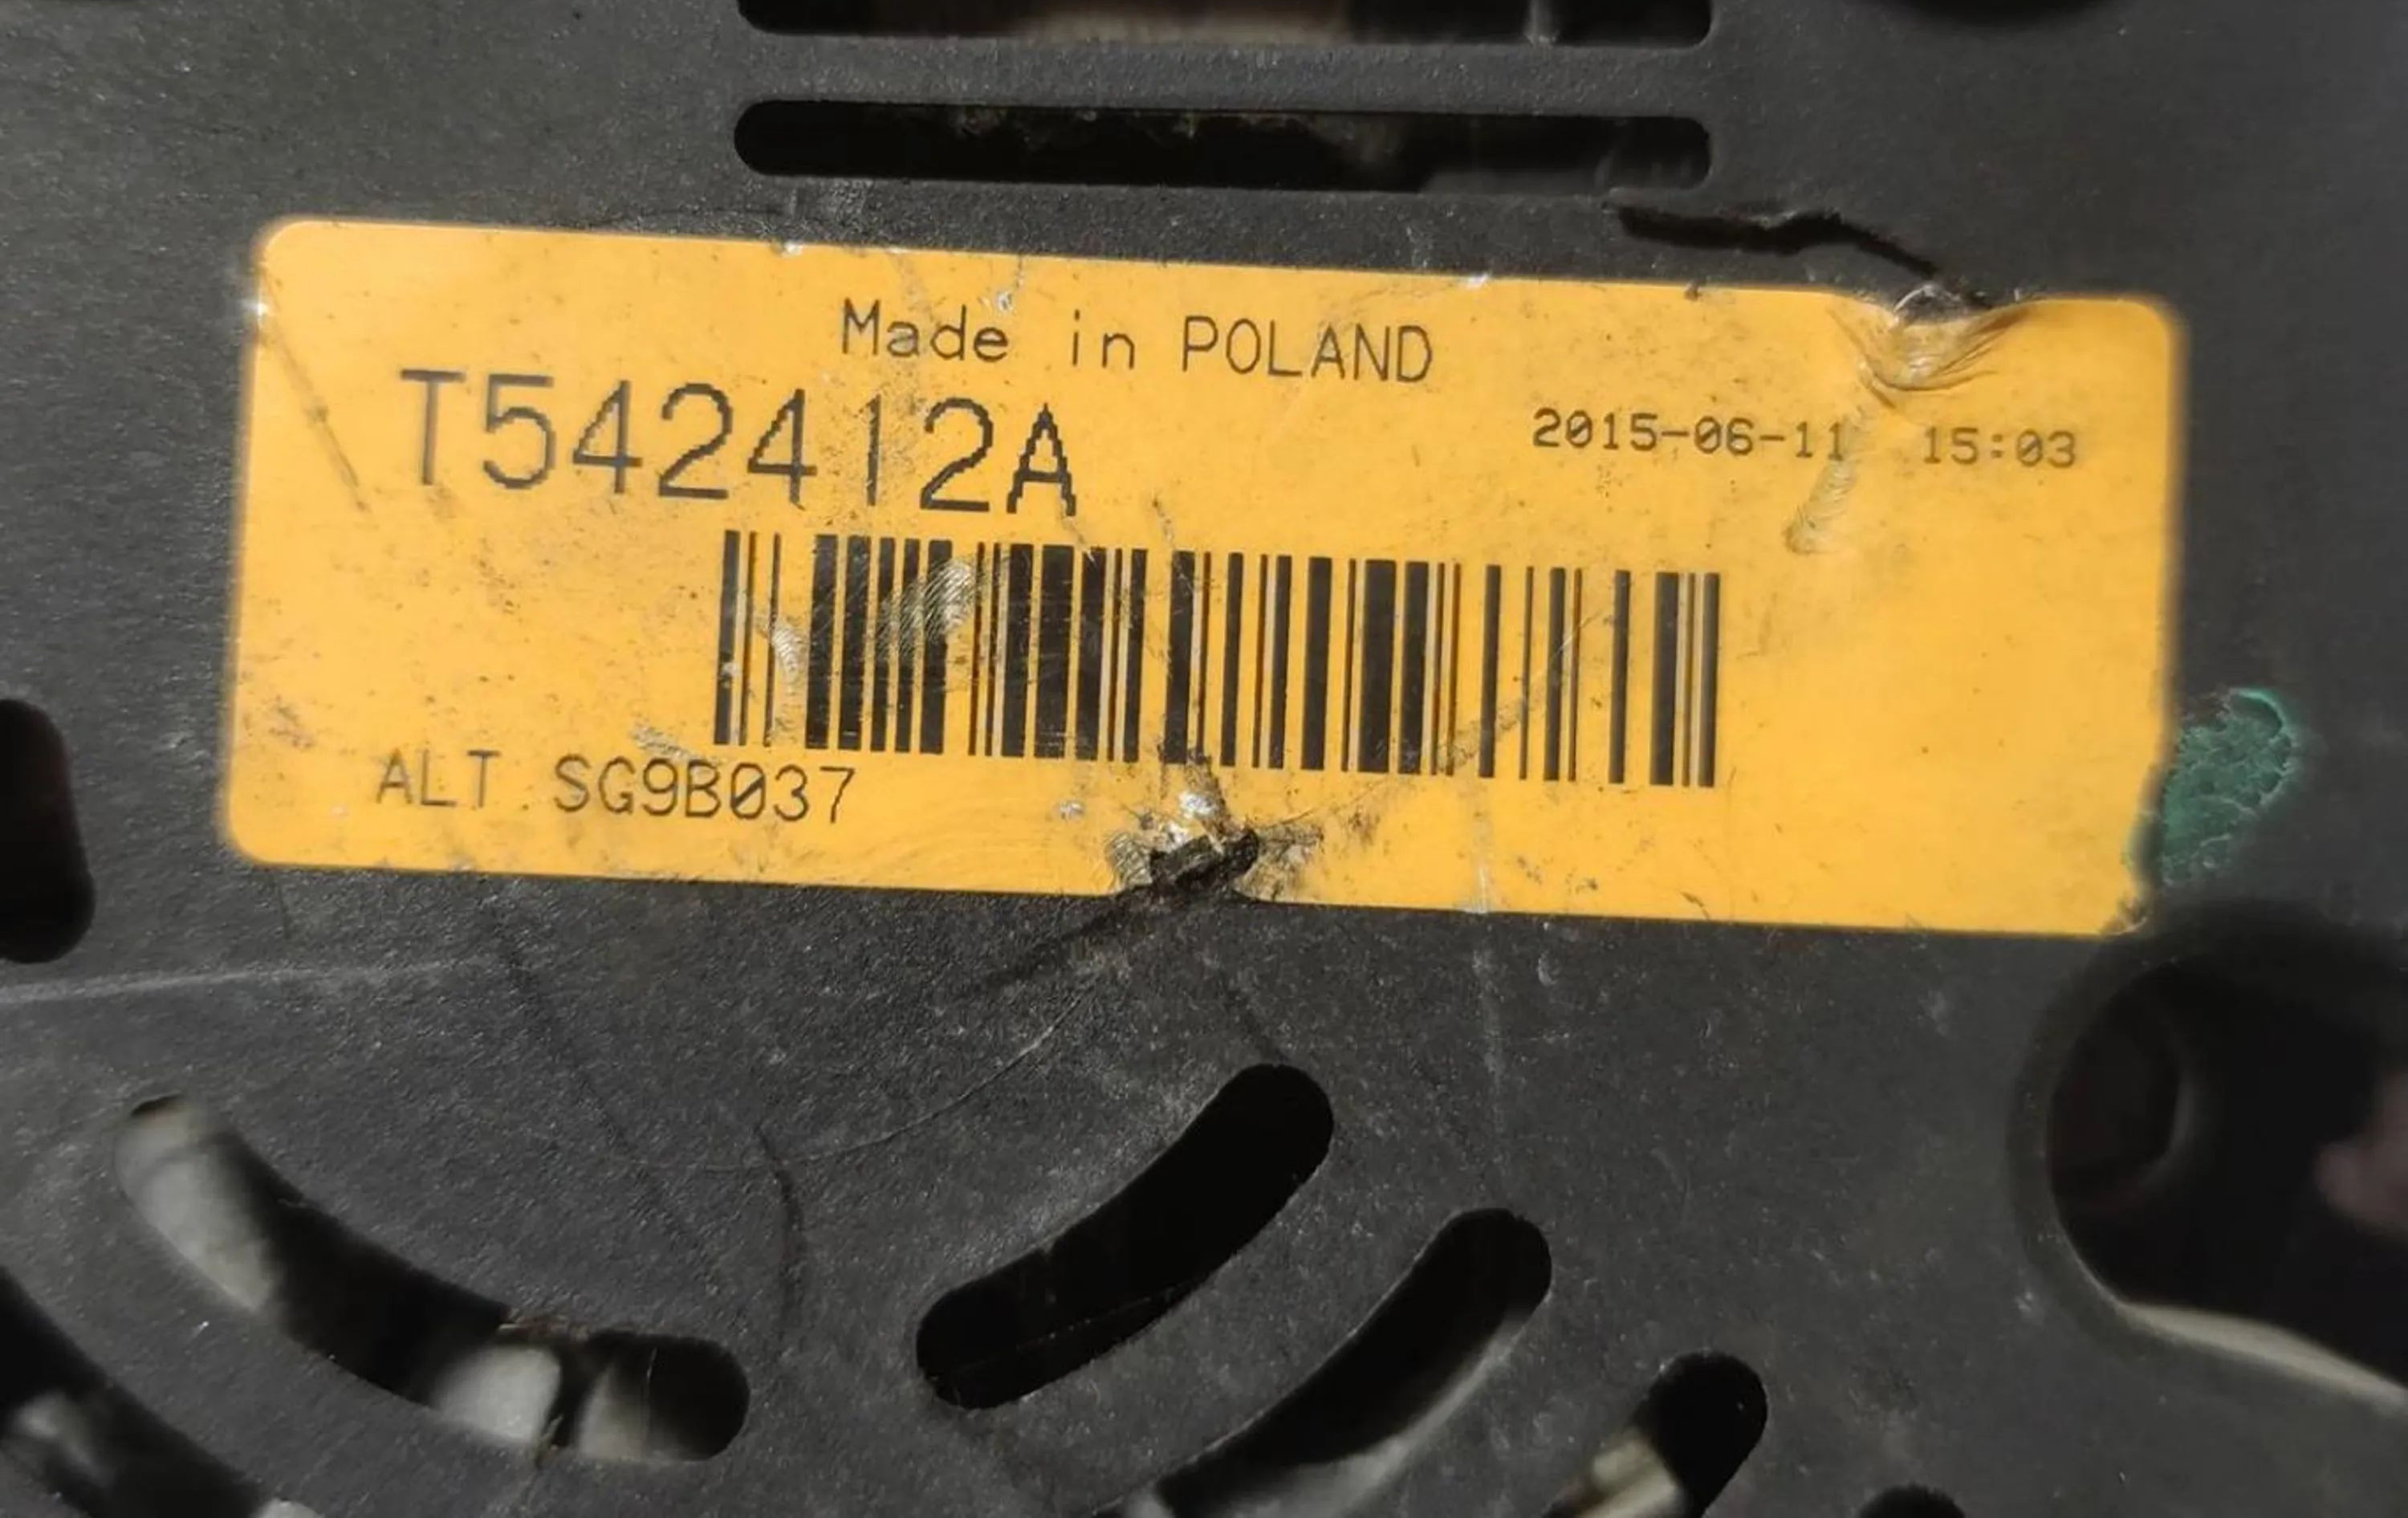 Made in POLAND
T542412A
2015-06-11 15:03
ALT SG9B037